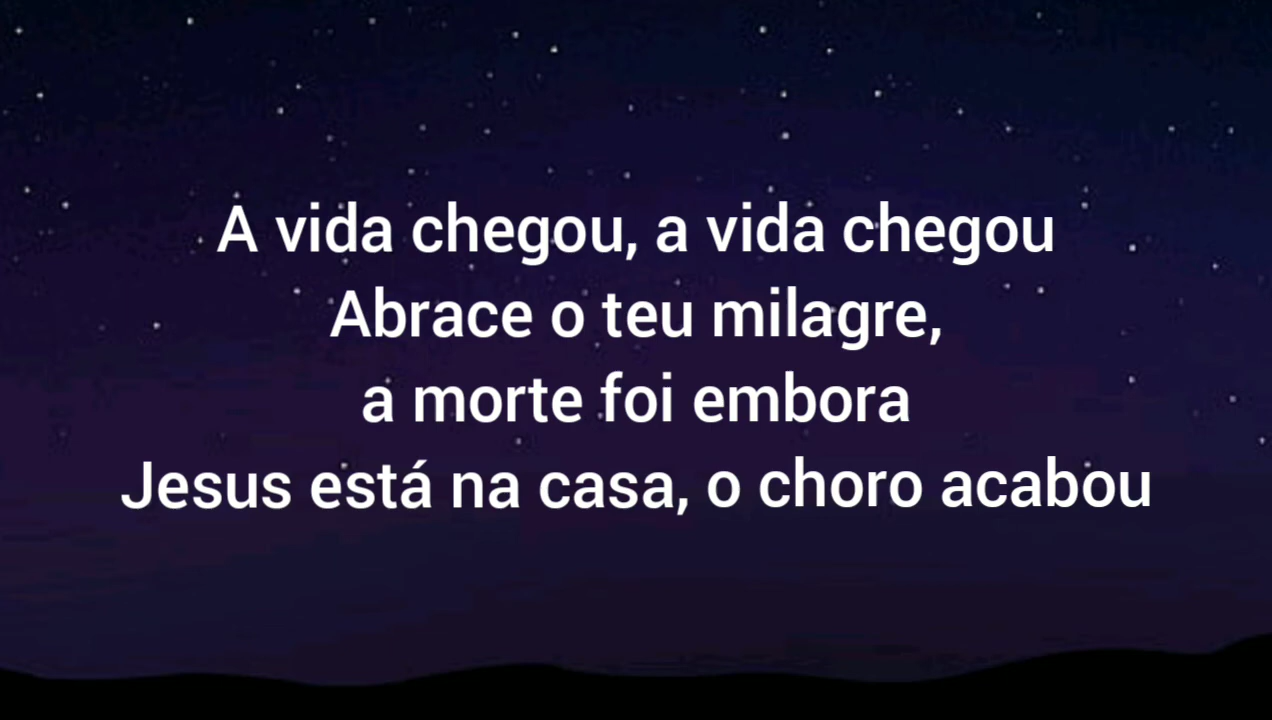 A vida chegou, a vida chegou
Abrace o teu milagre,
a morte foi embora
Jesus está na casa, o choro acabou